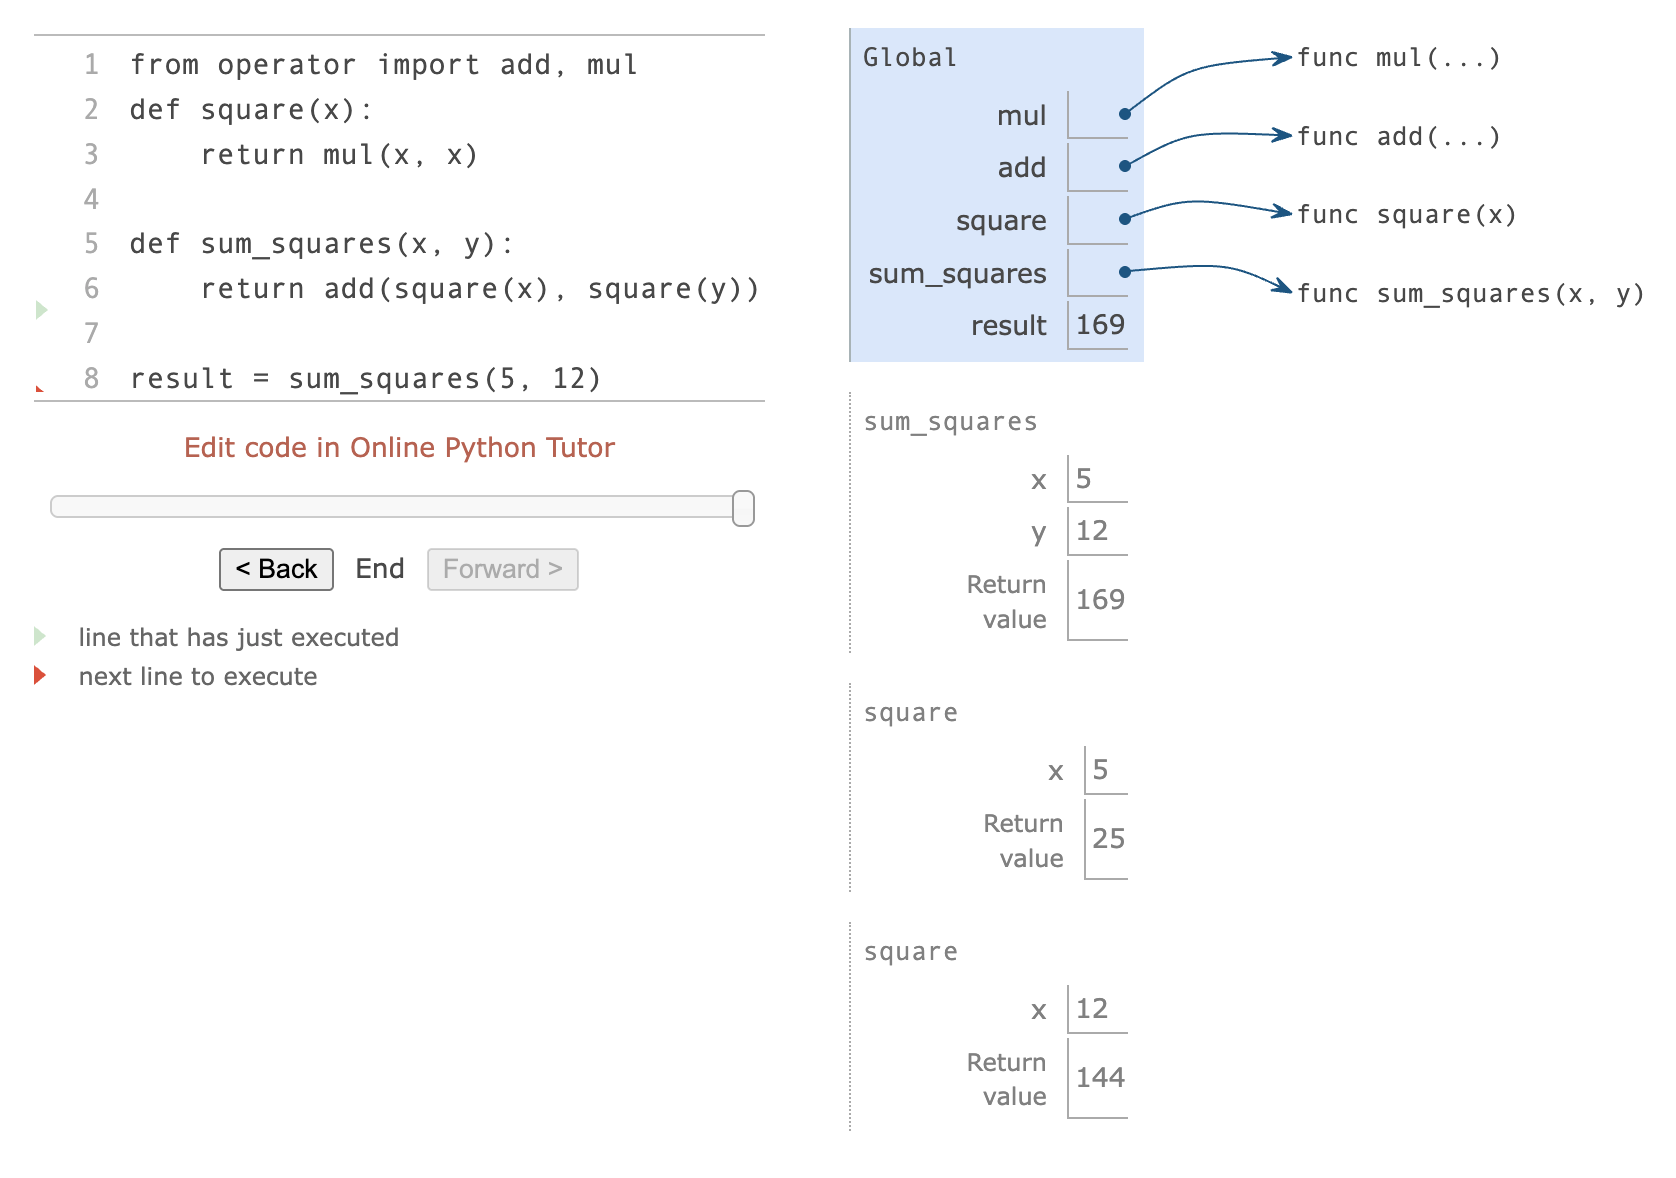 1 from operator import add, mul
2 def square(x):
3     return mul(x, x)
4
5 def sum_squares(x, y):
6     return add(square(x), square(y))
7
8 result = sum_squares(5, 12)
Edit code in Online Python Tutor
< Back End Forward >
line that has just executed
next line to execute
Global
mul
add
square
sum_squares
result 169
func mul(...)
func add(...)
func square(x)
func sum_squares(x, y)
sum_squares
x 5
y 12
Return
value 169
square
x 5
Return
value 25
square
x 12
Return
value 144